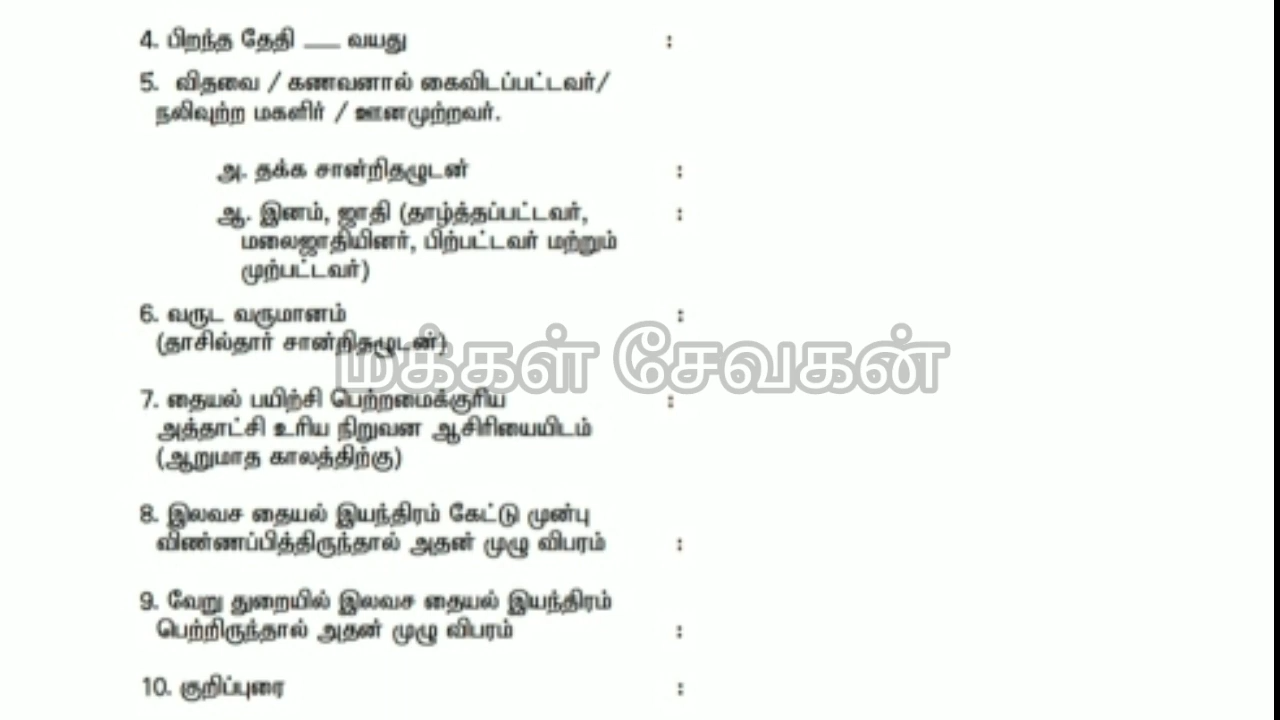 4. பிறந்த தேதி ___ வயது :
5. விதவை / கணவனால் கைவிடப்பட்டவர்/
நலிவுற்ற மகளிர் / ஊனமுற்றவர்.
அ. தக்க சான்றிதழுடன் :
ஆ. இனம், ஜாதி (தாழ்த்தப்பட்டவர், :
மலைஜாதியினர், பிற்பட்டவர் மற்றும்
முற்பட்டவர்)
6. வருட வருமானம் :
(தாசில்தார் சான்றிதழுடன்)
மக்கள் சேவகன்
7. தையல் பயிற்சி பெற்றமைக்குரிய :
அத்தாட்சி உரிய நிறுவன ஆசிரியையிடம்
(ஆறுமாத காலத்திற்கு)
8. இலவச தையல் இயந்திரம் கேட்டு முன்பு
விண்ணப்பித்திருந்தால் அதன் முழு விபரம் :
9. வேறு துறையில் இலவச தையல் இயந்திரம்
பெற்றிருந்தால் அதன் முழு விபரம் :
10. குறிப்புரை :